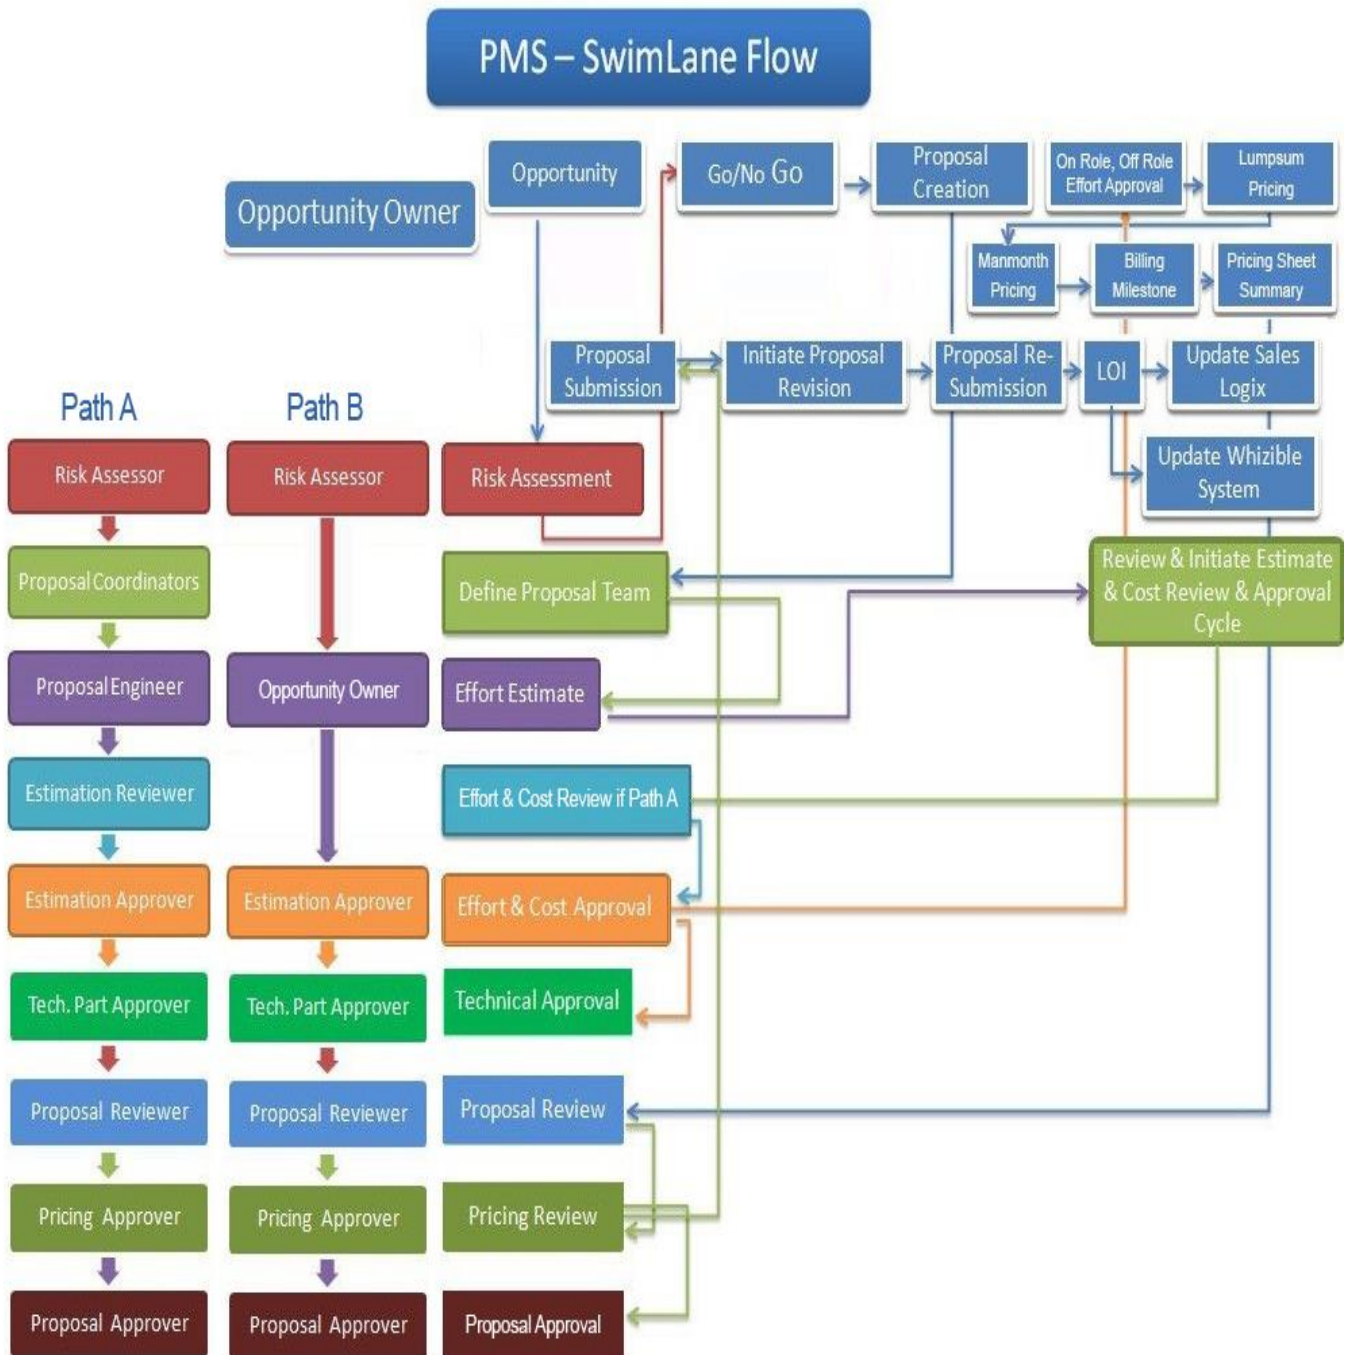 PMS – SwimLane Flow
Opportunity Owner
Opportunity
Go/No Go
Proposal
Creation
On Role, Off Role
Effort Approval
Lumpsum
Pricing
Manmonth
Pricing
Billing
Milestone
Pricing Sheet
Summary
Proposal
Submission
Initiate Proposal
Revision
Proposal Re-
Submission
LOI
Update Sales
Logix
Update Whizible
System
Path A
Path B
Risk Assessor
Risk Assessor
Risk Assessment
Proposal Coordinators
Define Proposal Team
Review & Initiate Estimate
& Cost Review & Approval
Cycle
Proposal Engineer
Opportunity Owner
Effort Estimate
Estimation Reviewer
Effort & Cost Review if Path A
Estimation Approver
Estimation Approver
Effort & Cost Approval
Tech. Part Approver
Tech. Part Approver
Technical Approval
Proposal Reviewer
Proposal Reviewer
Proposal Review
Pricing Approver
Pricing Approver
Pricing Review
Proposal Approver
Proposal Approver
Proposal Approval